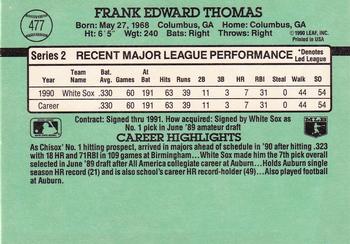 477
FRANK EDWARD THOMAS
Born: May 27, 1968 Columbus, GA Home: Columbus, GA
Ht: 6' 5" Wgt: 240 Bats: Right Throws: Right
©1990 LEAF, INC.
Printed in USA
Series 2 RECENT MAJOR LEAGUE PERFORMANCE *Denotes Led League
Year Team Name BA G At Bat Hits Runs 2B 3B HR RBI Steal Walk SO
1990 White Sox .330 60 191 63 39 11 3 7 31 0 44 54
Career .330 60 191 63 39 11 3 7 31 0 44 54
Contract: Signed thru 1991. How acquired: Signed by White Sox as
No. 1 pick in June '89 amateur draft
CAREER HIGHLIGHTS
As Chisox' No. 1 hitting prospect, arrived in majors ahead of schedule in '90 after hitting .323
with 18 HR and 71RBI in 109 games at Birmingham...White Sox made him the 7th pick overall
selected in June '89 draft after All America collegiate career at Auburn...Holds Auburn single
season HR record (21) and is also school's career HR record-holder (49)...Also played football
at Auburn.